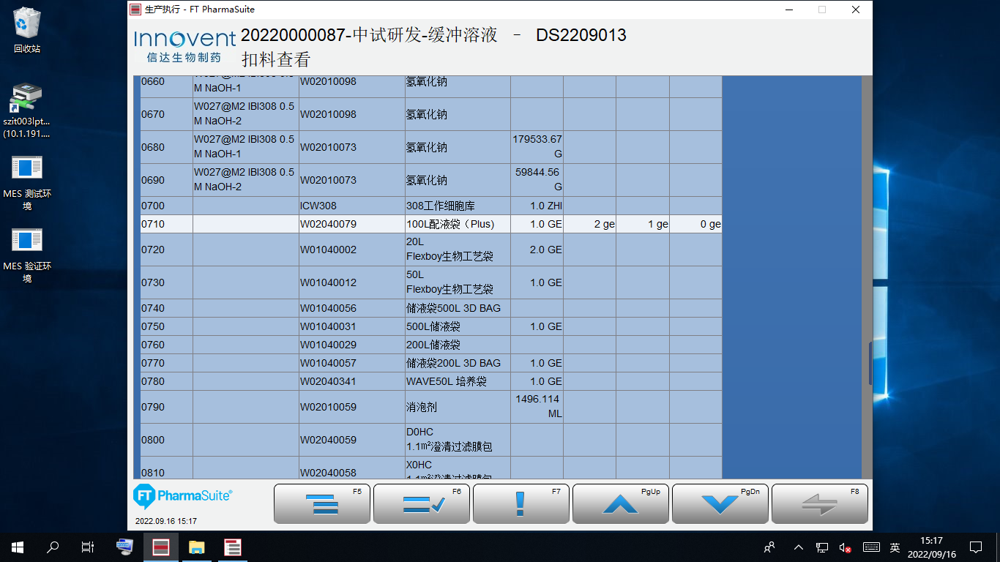 回收站
szit003lpt...
(10.1.191....
MES 测试环
境
MES 验证环
境
生产执行 - FT PharmaSuite
Innovent
信达生物制药
20220000087-中试研发-缓冲溶液 - DS2209013
扣料查看
0660 M NaOH-1 W02010098 氢氧化钠
0670 W027@M2 IBI308 0.5
M NaOH-2 W02010098 氢氧化钠
0680 W027@M2 IBI308 0.5
M NaOH-1 W02010073 氢氧化钠 179533.67
G
0690 W027@M2 IBI308 0.5
M NaOH-2 W02010073 氢氧化钠 59844.56
G
0700 ICW308 308工作细胞库 1.0 ZHI
0710 W02040079 100L配液袋（Plus) 1.0 GE 2 ge 1 ge 0 ge
0720 W01040002 20L
Flexboy生物工艺袋 2.0 GE
0730 W01040012 50L
Flexboy生物工艺袋 1.0 GE
0740 W01040056 储液袋500L 3D BAG
0750 W01040031 500L储液袋 1.0 GE
0760 W01040029 200L储液袋
0770 W01040057 储液袋200L 3D BAG 1.0 GE
0780 W02040341 WAVE50L 培养袋 1.0 GE
0790 W02010059 消泡剂 1496.114
ML
0800 W02040059 D0HC
1.1㎡澄清过滤膜包
0810 W02040058 X0HC
FT PharmaSuite®
2022.09.16 15:17
F5 F6 F7 PgUp PgDn F8
英
15:17
2022/09/16